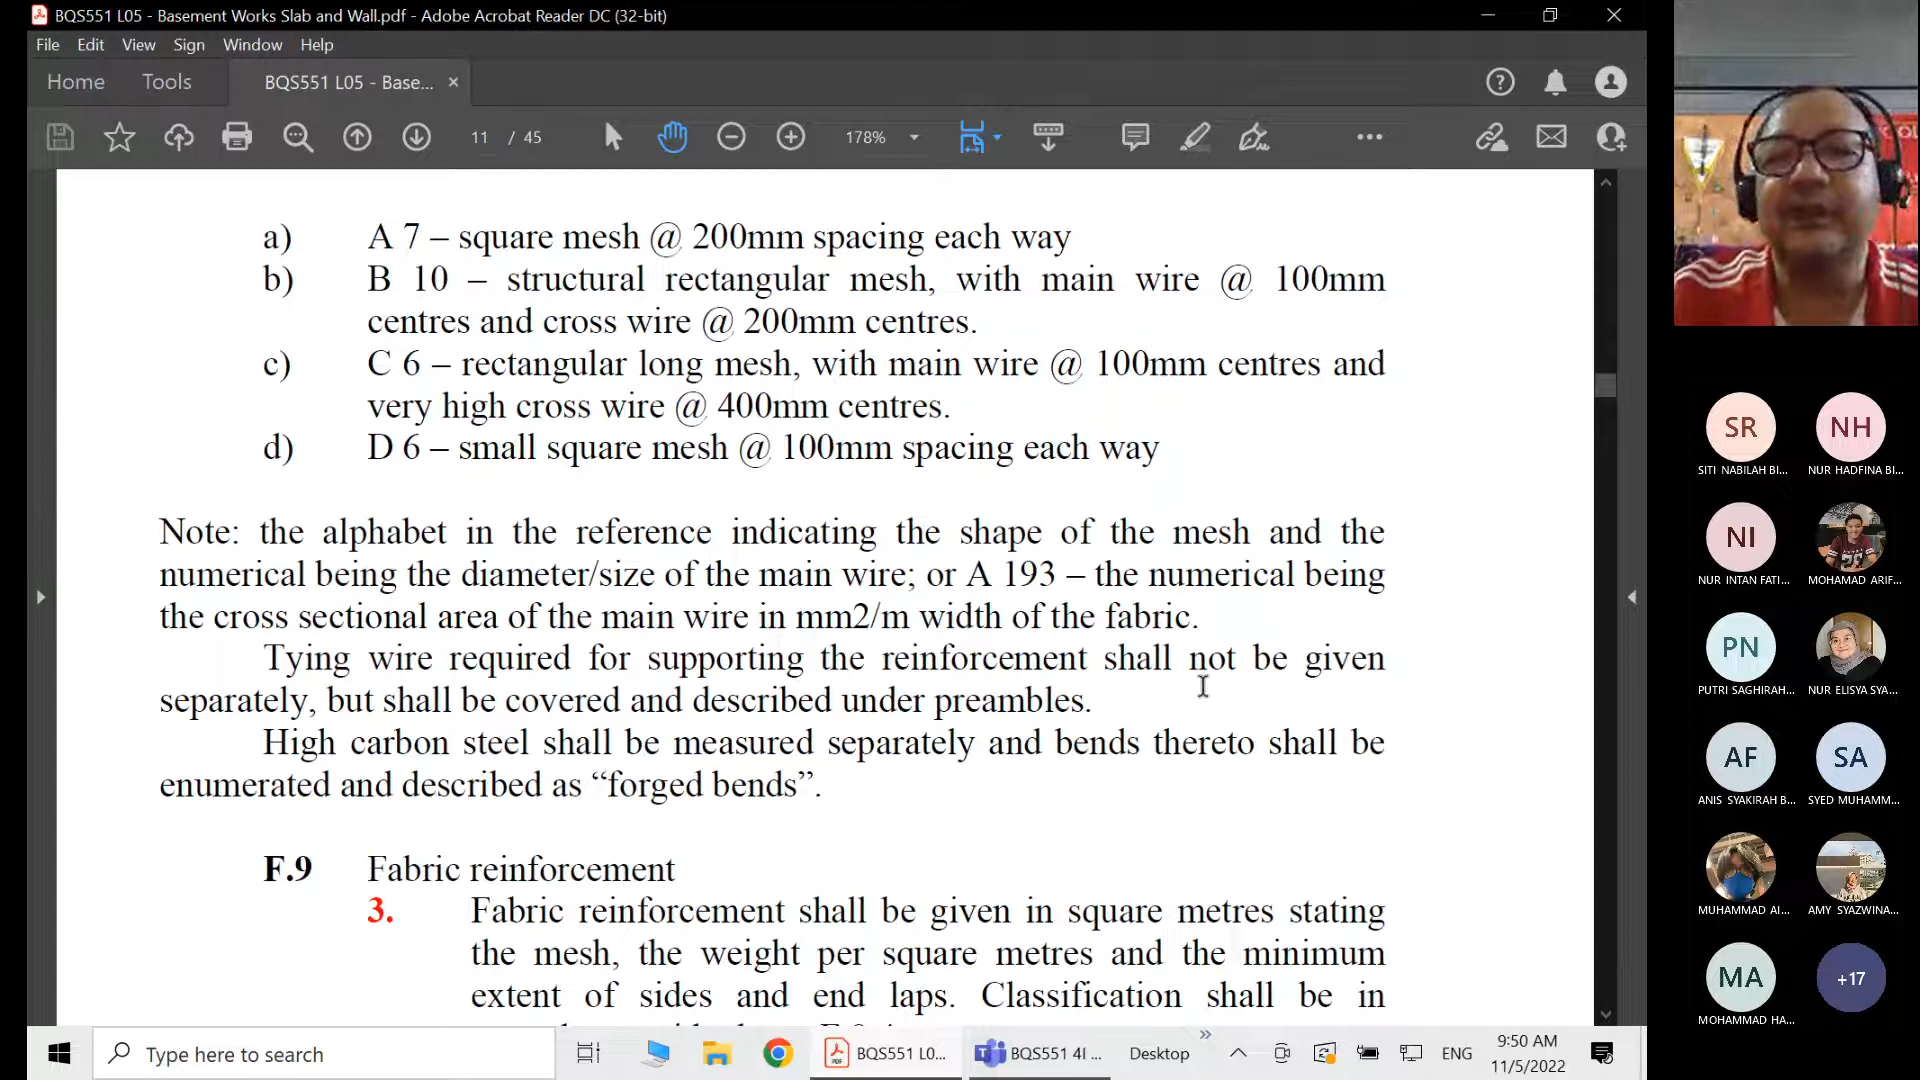 BQS551 L05 - Basement Works Slab and Wall.pdf - Adobe Acrobat Reader DC (32-bit)
File Edit View Sign Window Help
Home Tools BQS551 L05 - Base...
11 / 45 178%
a) A 7 – square mesh @ 200mm spacing each way
b) B 10 – structural rectangular mesh, with main wire @ 100mm
centres and cross wire @ 200mm centres.
c) C 6 – rectangular long mesh, with main wire @ 100mm centres and
very high cross wire @ 400mm centres.
d) D 6 – small square mesh @ 100mm spacing each way
Note: the alphabet in the reference indicating the shape of the mesh and the
numerical being the diameter/size of the main wire; or A 193 – the numerical being
the cross sectional area of the main wire in mm2/m width of the fabric.
Tying wire required for supporting the reinforcement shall not be given
separately, but shall be covered and described under preambles.
High carbon steel shall be measured separately and bends thereto shall be
enumerated and described as “forged bends”.
F.9 Fabric reinforcement
3. Fabric reinforcement shall be given in square metres stating
the mesh, the weight per square metres and the minimum
extent of sides and end laps. Classification shall be in
SR NH
SITI NABILAH BI... NUR HADFINA BI...
NI
NUR INTAN FATI... MOHAMAD ARIF...
PN
PUTRI SAGHIRAH... NUR ELISYA SYA...
AF SA
ANIS SYAKIRAH B... SYED MUHAMM...
MUHAMMAD AI... AMY SYAZWINA...
MA +17
MOHAMMAD HA...
Type here to search
BQS551 L0... BQS551 4I ... Desktop ENG
9:50 AM
11/5/2022